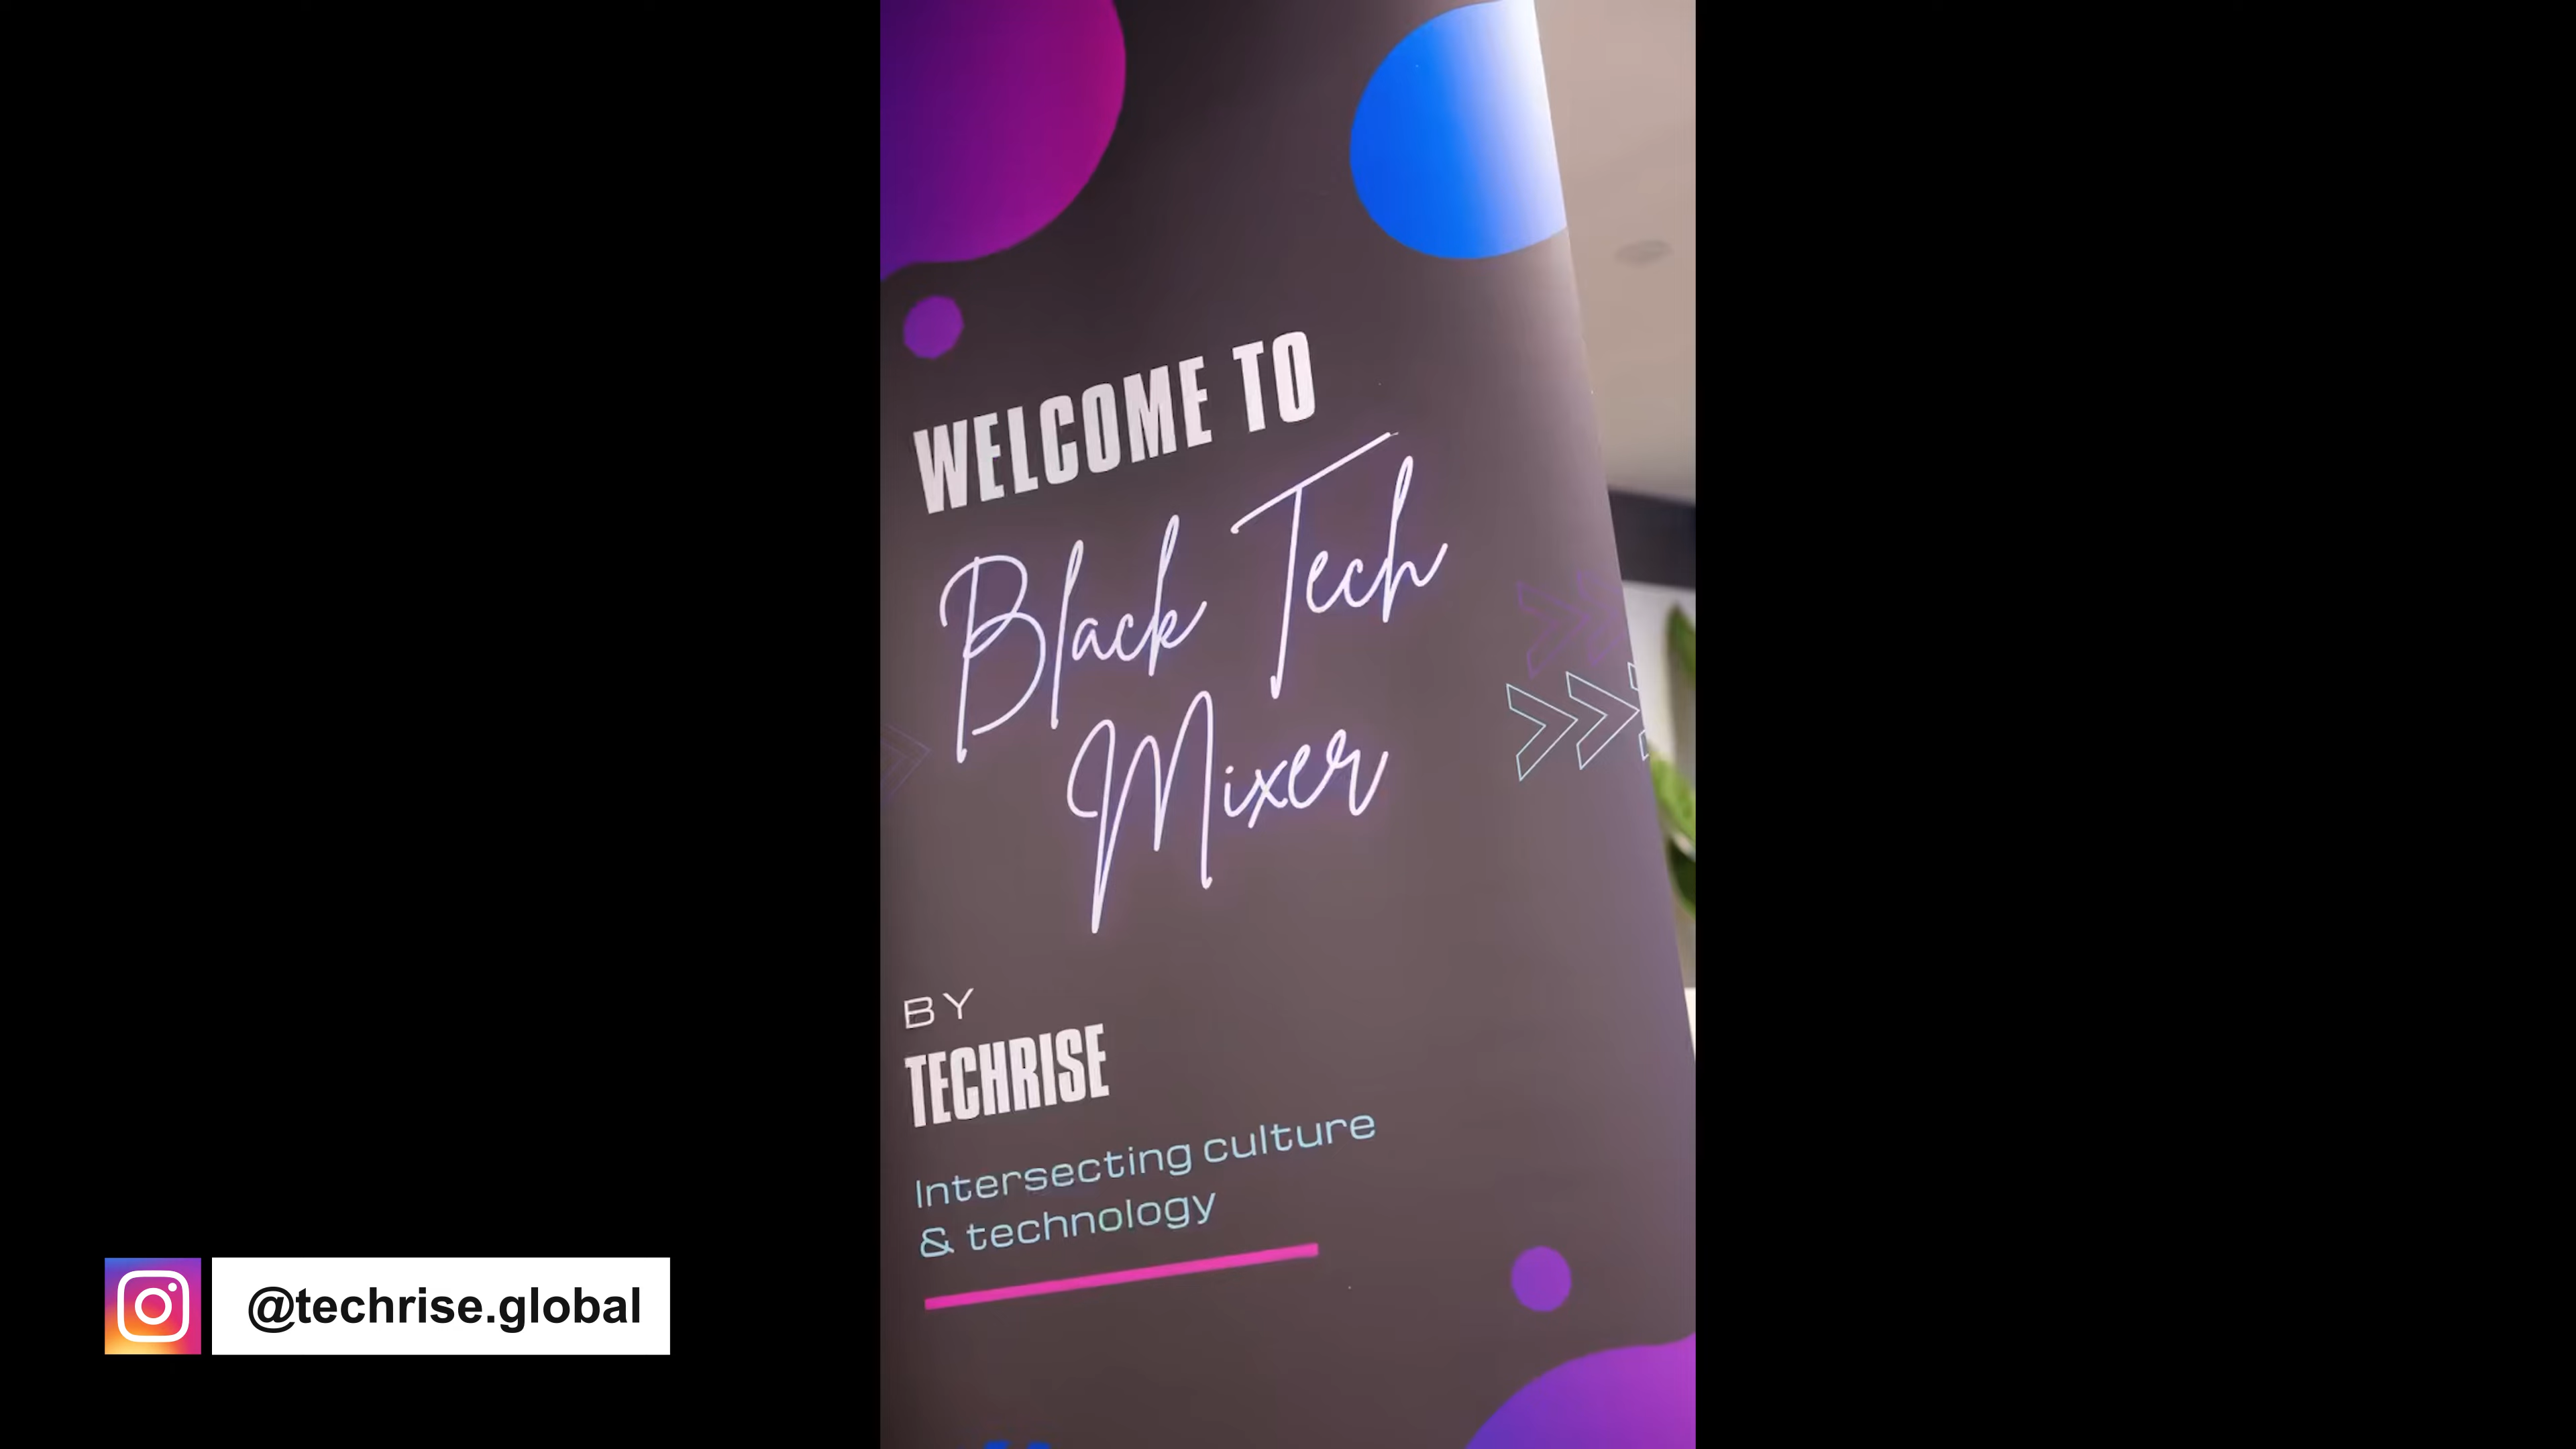 WELCOME TO
Black Tech
Mixer
BY
TECHRISE
Intersecting culture
& technology
@techrise.global